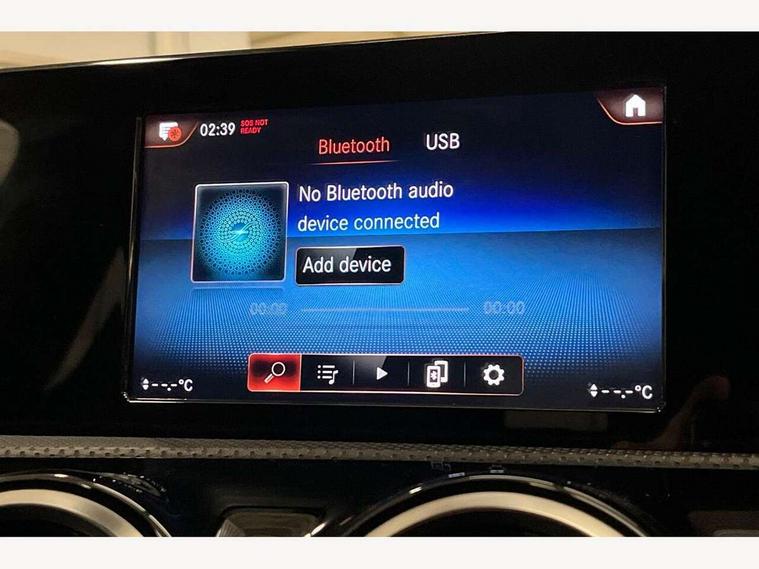 02:39
SOS NOT
READY
Bluetooth
USB
No Bluetooth audio
device connected
Add device
00:00
00:00
--.-°C
--.-°C